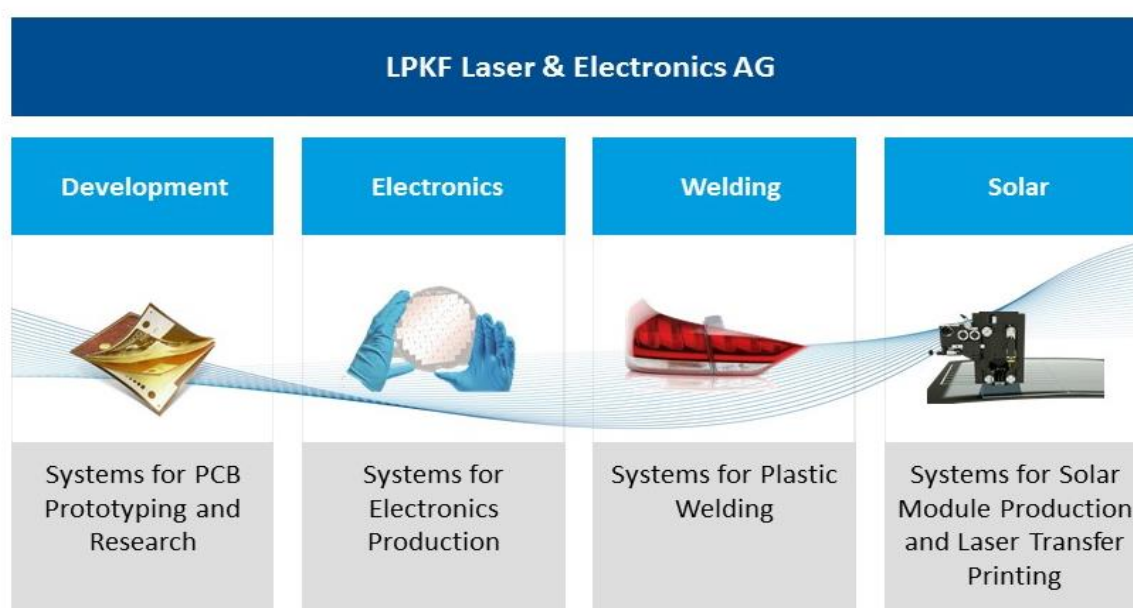 LPKF Laser & Electronics AG
Development
Electronics
Welding
Solar
Systems for PCB
Prototyping and
Research
Systems for
Electronics
Production
Systems for Plastic
Welding
Systems for Solar
Module Production
and Laser Transfer
Printing